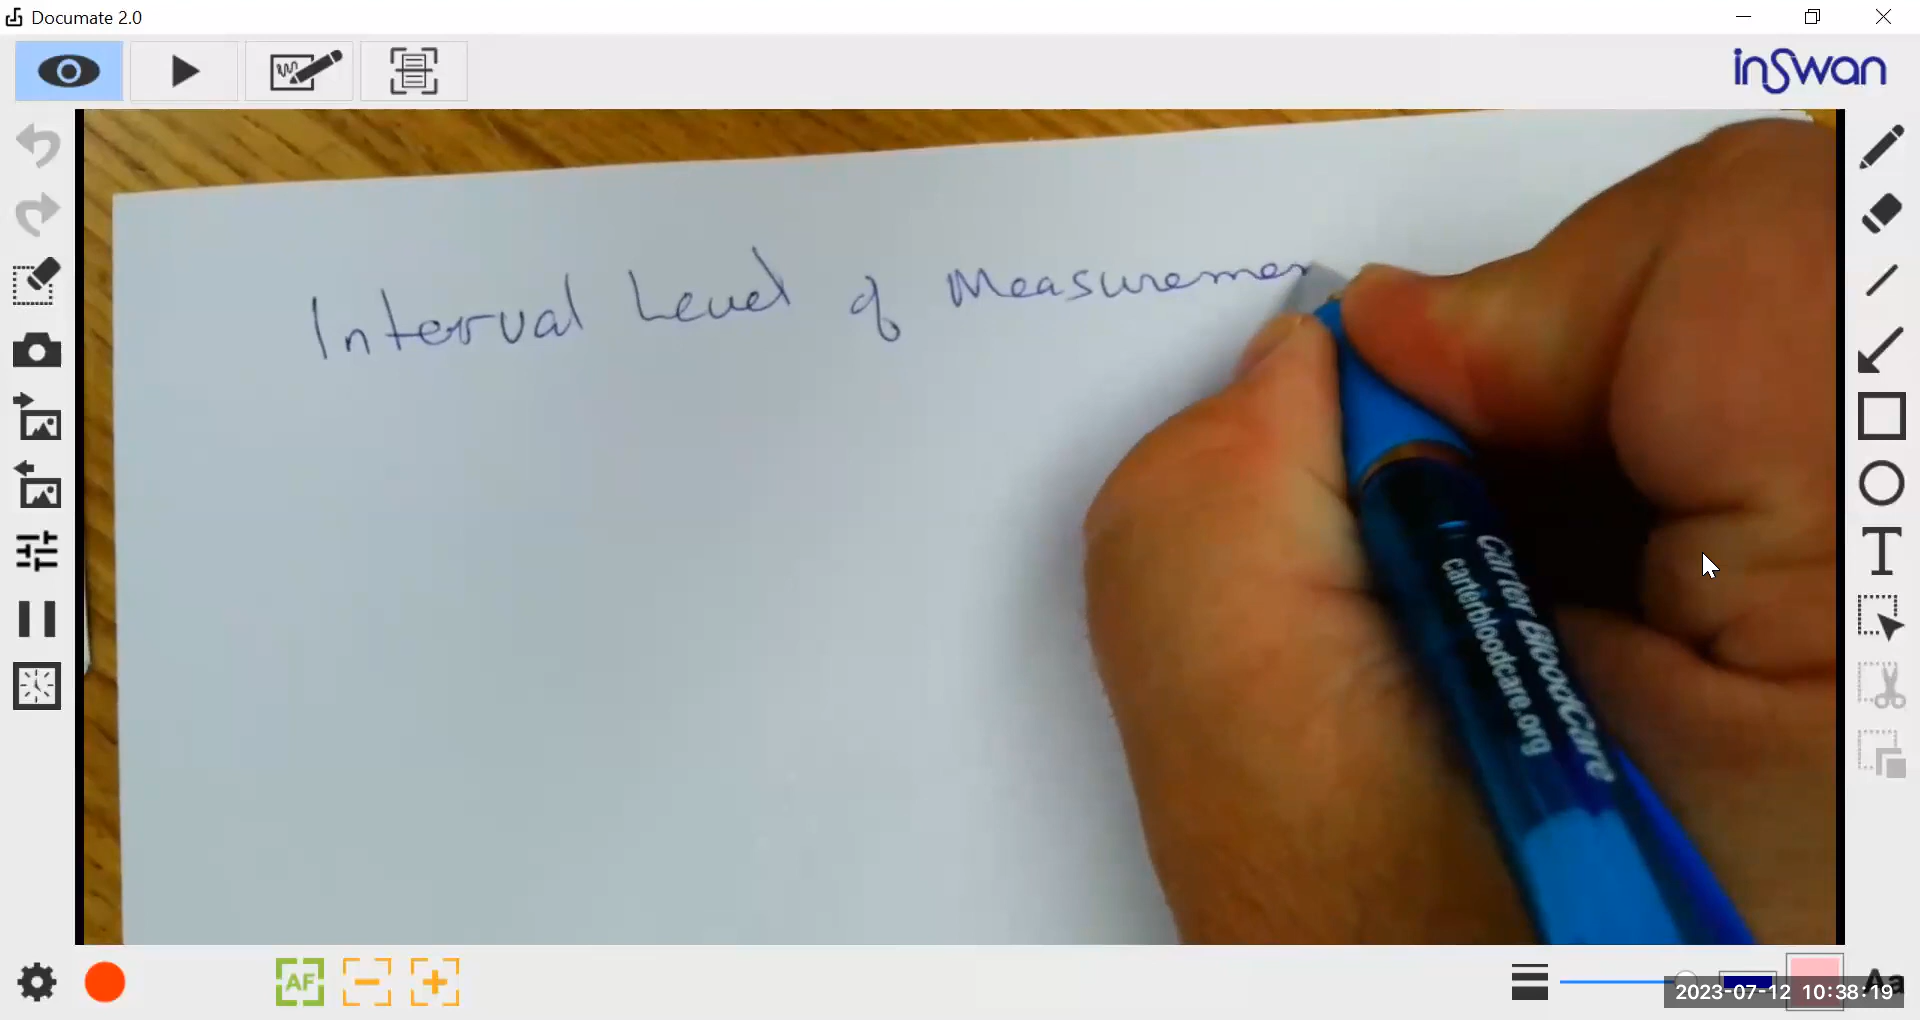 Documate 2.0
inSwan
Interval Level of Measuremen
Carter BloodCare
carterbloodcare.org
T
AF
Aa
2023-07-12 10:38:19